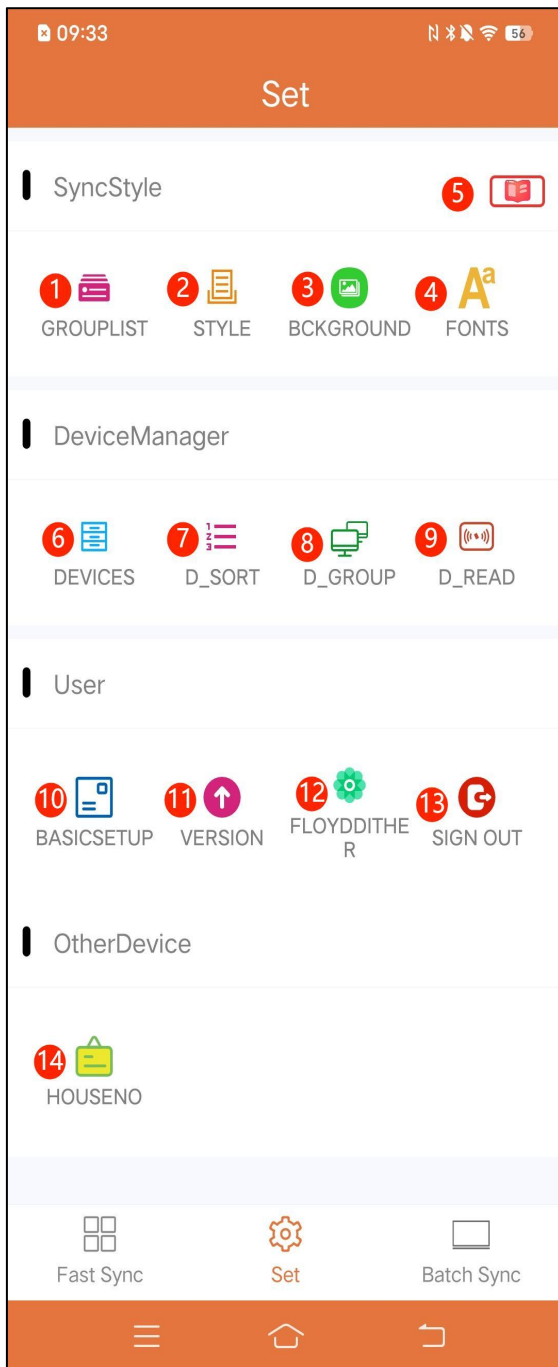 09:33 56
Set
SyncStyle 5
1 2 3 4 Aa
GROUPLIST STYLE BCKGROUND FONTS
DeviceManager
6 7 8 9
DEVICES D_SORT D_GROUP D_READ
User
10 11 12 13
BASICSETUP VERSION FLOYDDITHE SIGN OUT
R
OtherDevice
14
HOUSENO
Fast Sync Set Batch Sync